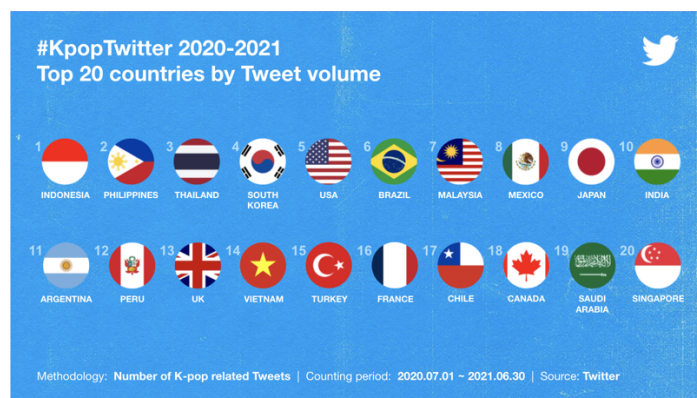 #KpopTwitter 2020-2021
Top 20 countries by Tweet volume
1 2 3 4 5 6 7 8 9 10
INDONESIA PHILIPPINES THAILAND SOUTH KOREA USA BRAZIL MALAYSIA MEXICO JAPAN INDIA
11 12 13 14 15 16 17 18 19 20
ARGENTINA PERU UK VIETNAM TURKEY FRANCE CHILE CANADA SAUDI ARABIA SINGAPORE
Methodology: Number of K-pop related Tweets | Counting period: 2020.07.01 ~ 2021.06.30 | Source: Twitter